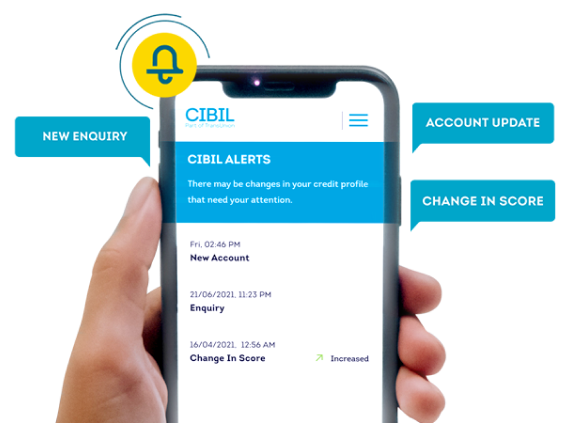 NEW ENQUIRY
ACCOUNT UPDATE
CHANGE IN SCORE
CIBIL
Part of TransUnion
CIBIL ALERTS
There may be changes in your credit profile
that need your attention.
Fri, 02:46 PM
New Account
21/06/2021, 11:23 PM
Enquiry
16/04/2021, 12:56 AM
Change In Score
Increased